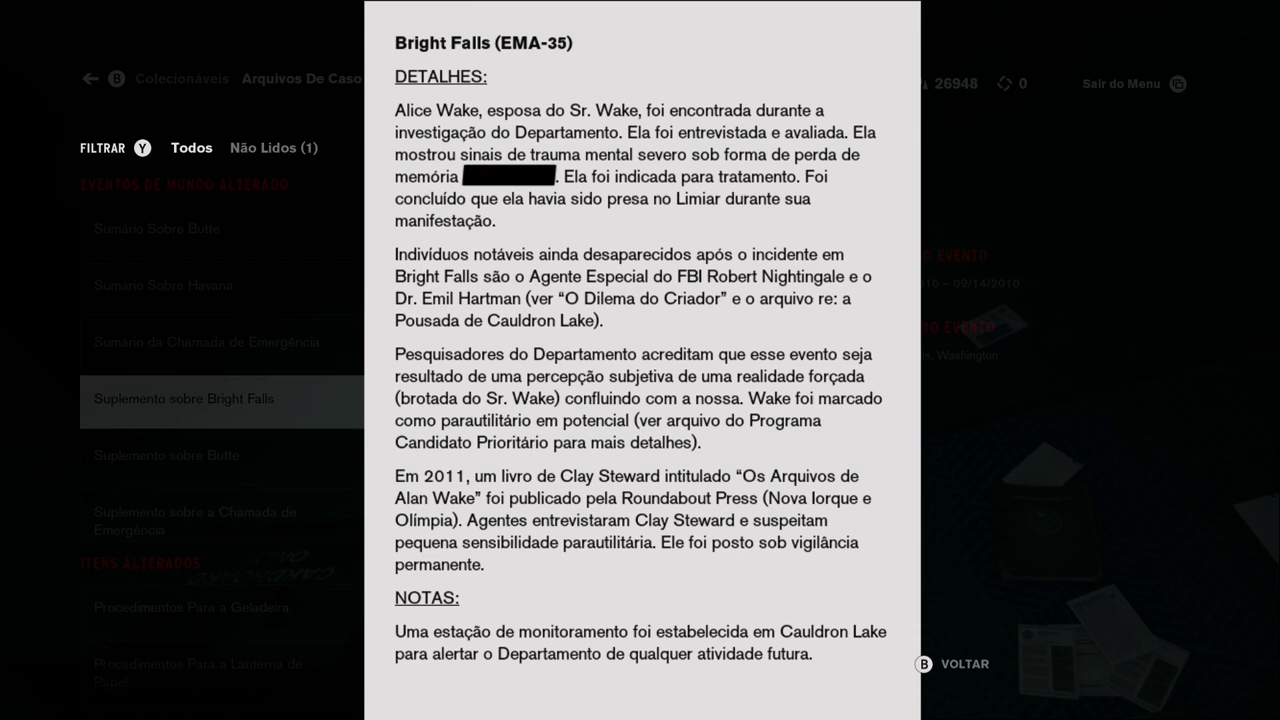 Bright Falls (EMA-35)
DETALHES:
Alice Wake, esposa do Sr. Wake, foi encontrada durante a
investigação do Departamento. Ela foi entrevistada e avaliada. Ela
mostrou sinais de trauma mental severo sob forma de perda de
memória . Ela foi indicada para tratamento. Foi
concluído que ela havia sido presa no Limiar durante sua
manifestação.
Indivíduos notáveis ainda desaparecidos após o incidente em
Bright Falls são o Agente Especial do FBI Robert Nightingale e o
Dr. Emil Hartman (ver “O Dilema do Criador” e o arquivo re: a
Pousada de Cauldron Lake).
Pesquisadores do Departamento acreditam que esse evento seja
resultado de uma percepção subjetiva de uma realidade forçada
(brotada do Sr. Wake) confluindo com a nossa. Wake foi marcado
como parautilitário em potencial (ver arquivo do Programa
Candidato Prioritário para mais detalhes).
Em 2011, um livro de Clay Steward intitulado “Os Arquivos de
Alan Wake” foi publicado pela Roundabout Press (Nova Iorque e
Olímpia). Agentes entrevistaram Clay Steward e suspeitam
pequena sensibilidade parautilitária. Ele foi posto sob vigilância
permanente.
NOTAS:
Uma estação de monitoramento foi estabelecida em Cauldron Lake
para alertar o Departamento de qualquer atividade futura.
B Colecionáveis Arquivos De Caso
26948 0 Sair do Menu
FILTRAR Y Todos Não Lidos (1)
EVENTOS DE MUNDO ALTERADO
Sumário Sobre Butte
Sumário Sobre Havana
Sumário da Chamada de Emergência
Suplemento sobre Bright Falls
Suplemento sobre Butte
Suplemento sobre a Chamada de
Emergência
ITENS ALTERADOS
Procedimentos Para a Geladeira
Procedimentos Para a Lanterna de
Papel
O EVENTO
10 – 09/14/2010
DO EVENTO
s, Washington
B VOLTAR